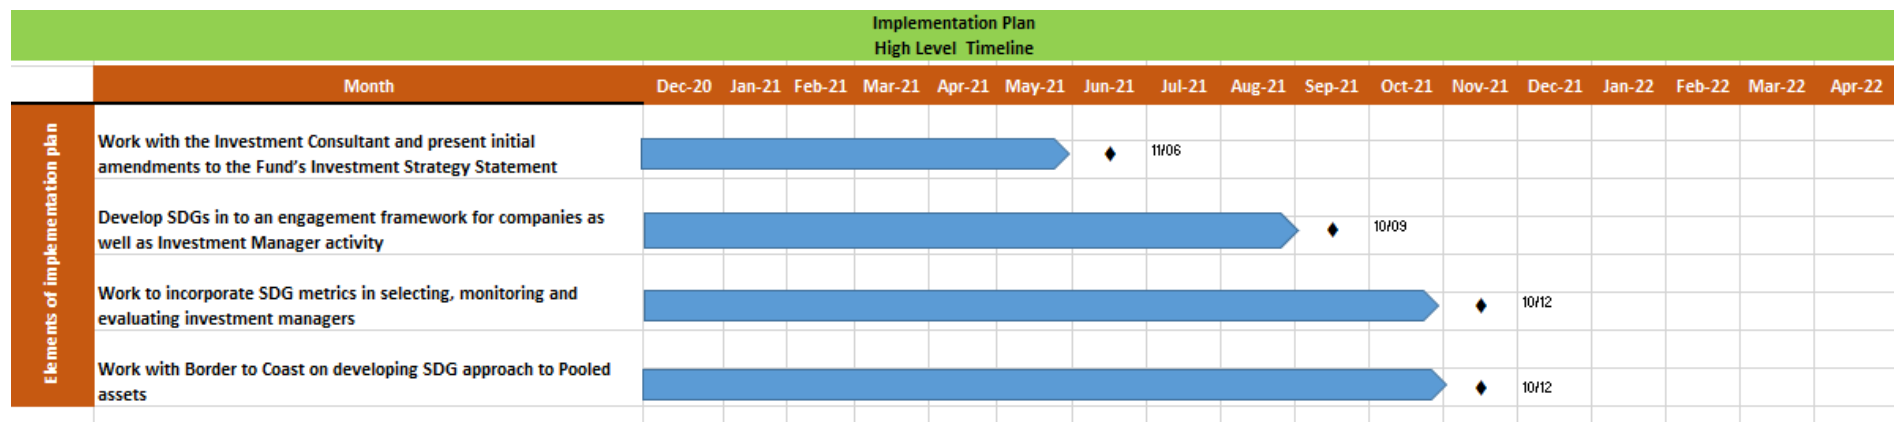 Implementation Plan
High Level  Timeline
Month Dec-20 Jan-21 Feb-21 Mar-21 Apr-21 May-21 Jun-21 Jul-21 Aug-21 Sep-21 Oct-21 Nov-21 Dec-21 Jan-22 Feb-22 Mar-22 Apr-22
Elements of implementation plan
Work with the Investment Consultant and present initial
amendments to the Fund's Investment Strategy Statement
11/06
Develop SDGs in to an engagement framework for companies as
well as Investment Manager activity
10/09
Work to incorporate SDG metrics in selecting, monitoring and
evaluating investment managers
10/12
Work with Border to Coast on developing SDG approach to Pooled
assets
10/12